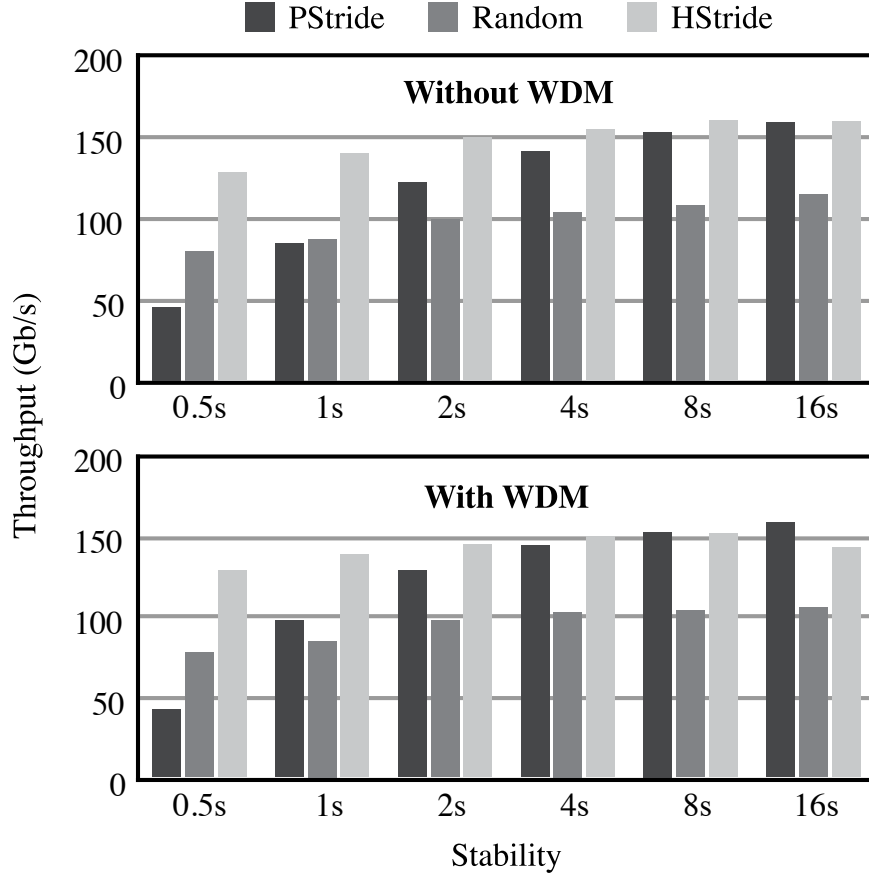 PStride Random HStride
Without WDM
200
150
100
50
0
0.5s 1s 2s 4s 8s 16s
Throughput (Gb/s)
With WDM
200
150
100
50
0
0.5s 1s 2s 4s 8s 16s
Stability